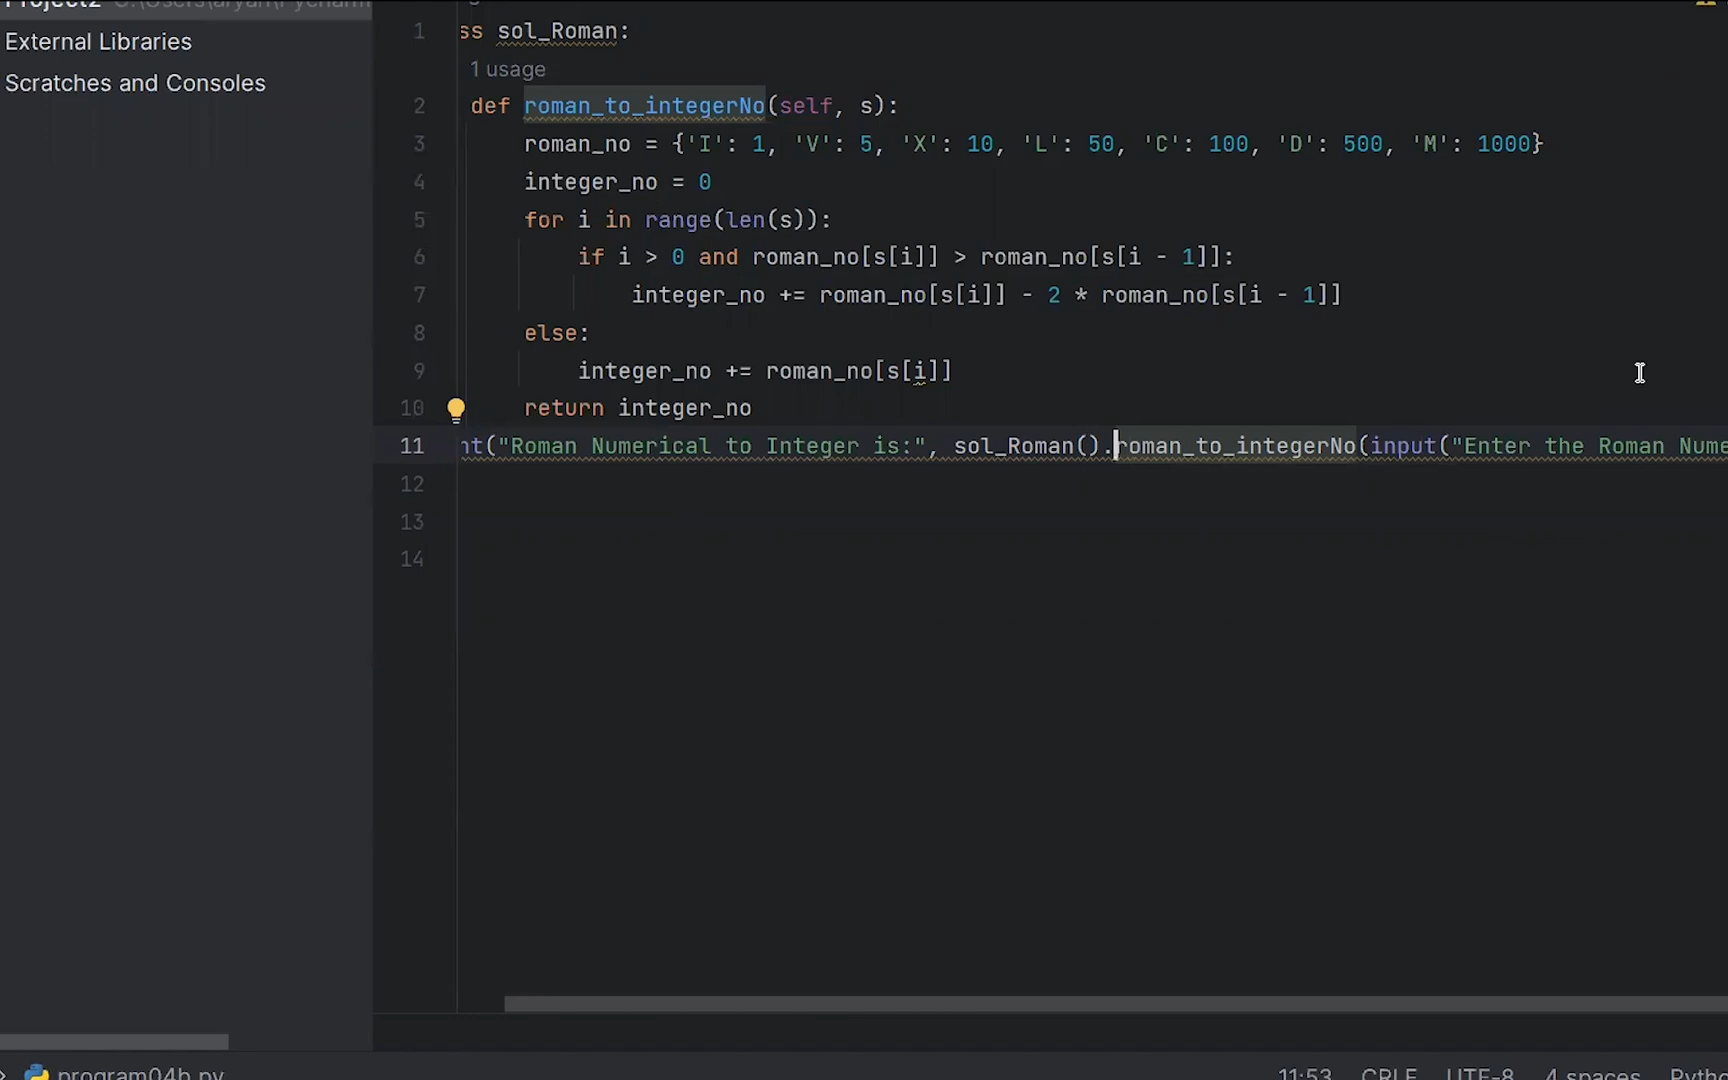 Project2 C:\Users\aryan\Pycharm
External Libraries
Scratches and Consoles
1 ss sol_Roman:
1 usage
2 def roman_to_integerNo(self, s):
3 roman_no = {'I': 1, 'V': 5, 'X': 10, 'L': 50, 'C': 100, 'D': 500, 'M': 1000}
4 integer_no = 0
5 for i in range(len(s)):
6 if i > 0 and roman_no[s[i]] > roman_no[s[i - 1]]:
7 integer_no += roman_no[s[i]] - 2 * roman_no[s[i - 1]]
8 else:
9 integer_no += roman_no[s[i]]
10 return integer_no
11 nt("Roman Numerical to Integer is:", sol_Roman().roman_to_integerNo(input("Enter the Roman Nume
12
13
14
program04b.py
11:53 CRLF UTF-8 4 spaces Pytho